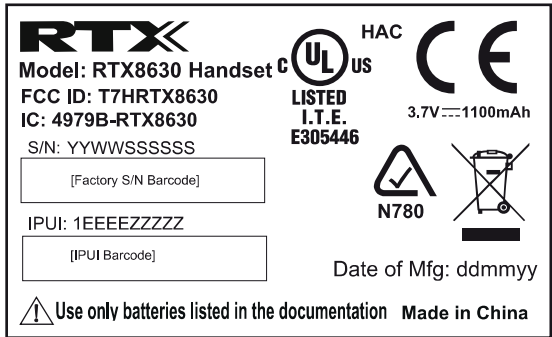 RTX
Model: RTX8630 Handset
FCC ID: T7HRTX8630
IC: 4979B-RTX8630
S/N: YYWWSSSSSS
[Factory S/N Barcode]
IPUI: 1EEEEZZZZZ
[IPUI Barcode]
C UL US
LISTED
I.T.E.
E305446
HAC
CE
3.7V 1100mAh
N780
Date of Mfg: ddmmyy
Use only batteries listed in the documentation
Made in China